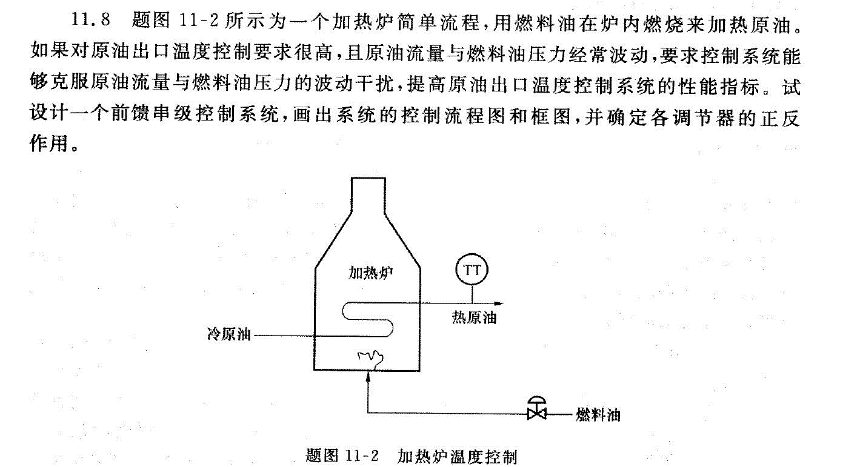 11.8 题图 11-2 所示为一个加热炉简单流程,用燃料油在炉内燃烧来加热原油。
如果对原油出口温度控制要求很高,且原油流量与燃料油压力经常波动,要求控制系统能
够克服原油流量与燃料油压力的波动干扰,提高原油出口温度控制系统的性能指标。试
设计一个前馈串级控制系统,画出系统的控制流程图和框图,并确定各调节器的正反
作用。
加热炉
TT
热原油
冷原油
燃料油
题图 11-2 加热炉温度控制